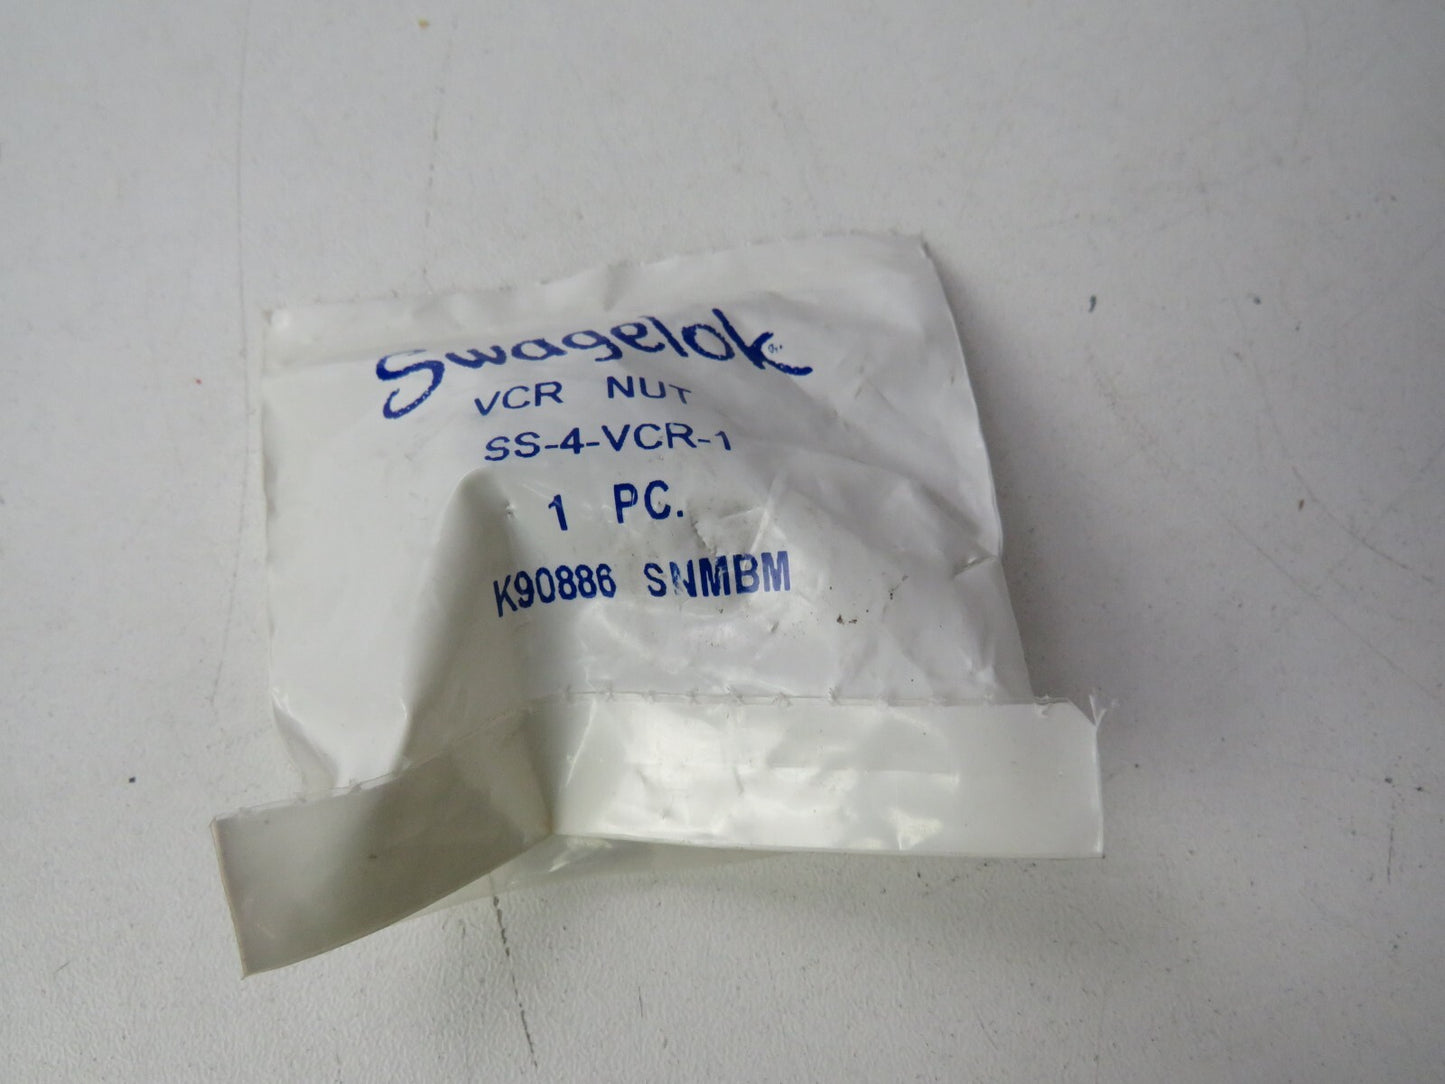 Swagelok
VCR NUT
SS-4-VCR-1
1 PC.
K90886 SNMBM